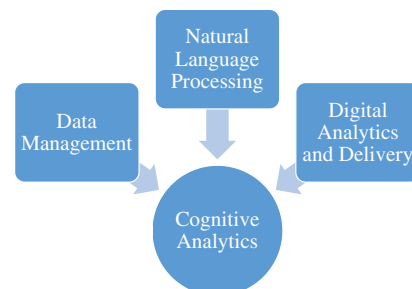 Natural
Language
Processing
Data
Management
Digital
Analytics
and Delivery
Cognitive
Analytics